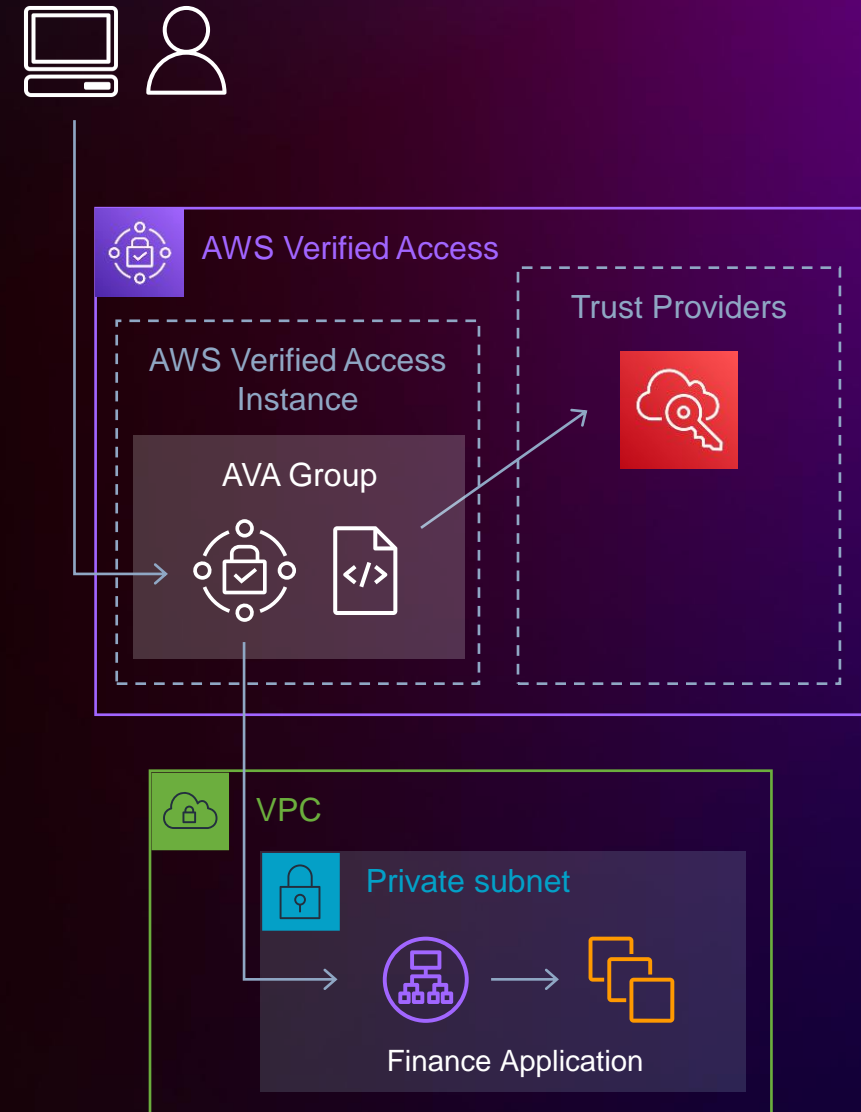 AWS Verified Access
Trust Providers
AWS Verified Access
Instance
AVA Group
</>
VPC
Private subnet
Finance Application